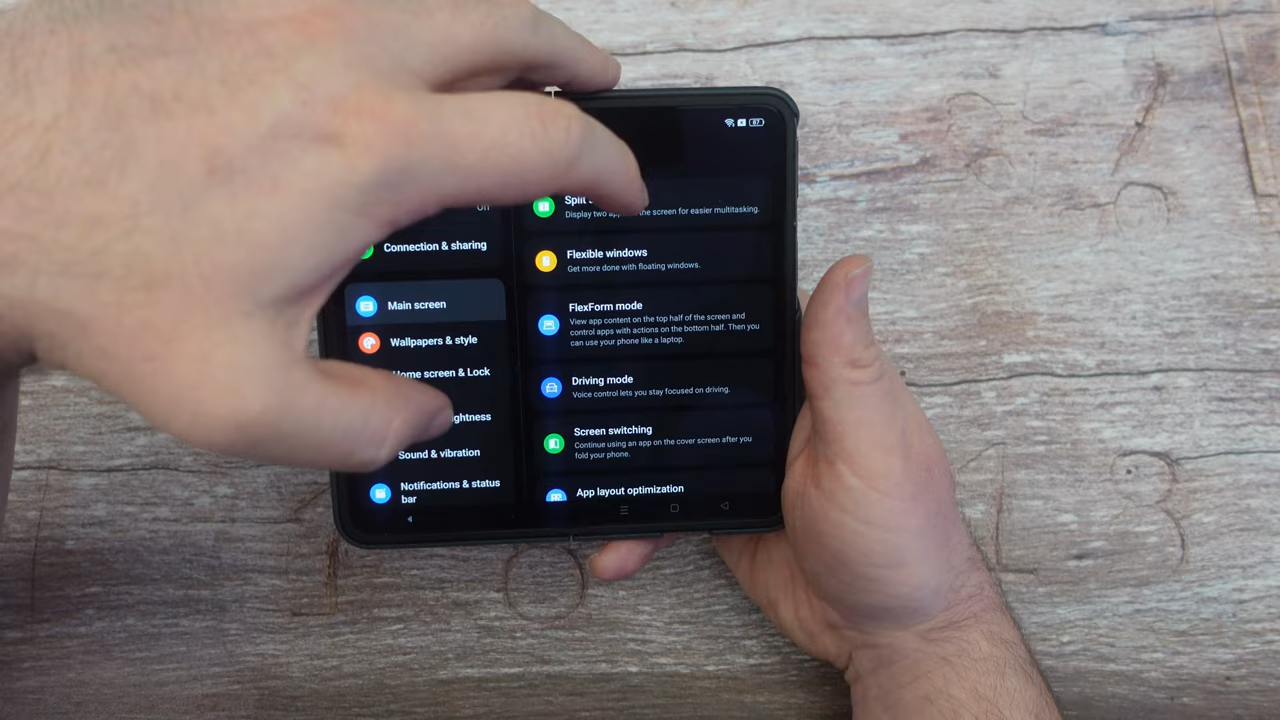 87
Off
Connection & sharing
Main screen
Wallpapers & style
Home screen & Lock
Sound & vibration
Notifications & status
bar
Split
Display two the screen for easier multitasking.
Flexible windows
Get more done with floating windows.
FlexForm mode
View app content on the top half of the screen and
control apps with actions on the bottom half. Then you
can use your phone like a laptop.
Driving mode
Voice control lets you stay focused on driving.
Screen switching
Continue using an app on the cover screen after you
fold your phone.
App layout optimization